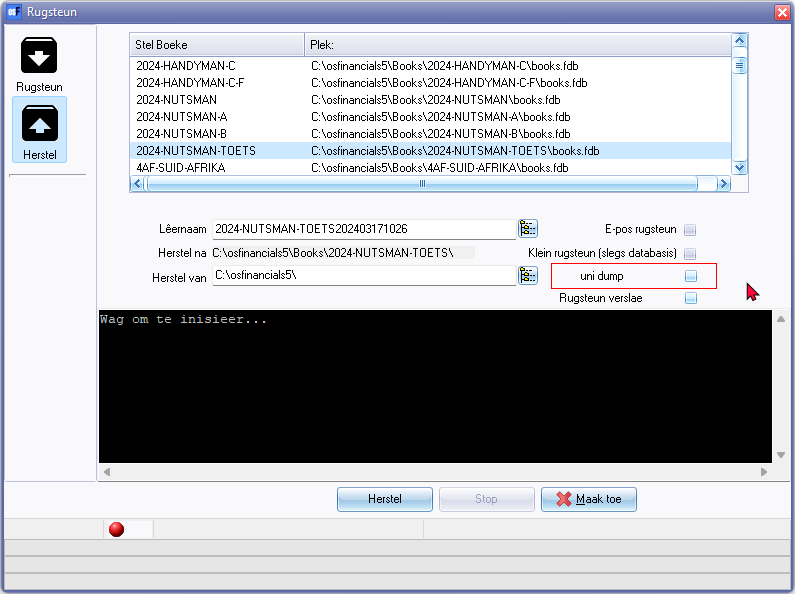 Rugsteun
Rugsteun
Herstel
Stel Boeke Plek:
2024-HANDYMAN-C C:\osfinancials5\Books\2024-HANDYMAN-C\books.fdb
2024-HANDYMAN-C-F C:\osfinancials5\Books\2024-HANDYMAN-C-F\books.fdb
2024-NUTSMAN C:\osfinancials5\Books\2024-NUTSMAN\books.fdb
2024-NUTSMAN-A C:\osfinancials5\Books\2024-NUTSMAN-A\books.fdb
2024-NUTSMAN-B C:\osfinancials5\Books\2024-NUTSMAN-B\books.fdb
2024-NUTSMAN-TOETS C:\osfinancials5\Books\2024-NUTSMAN-TOETS\books.fdb
4AF-SUID-AFRIKA C:\osfinancials5\Books\4AF-SUID-AFRIKA\books.fdb
Lêernaam 2024-NUTSMAN-TOETS202403171026 E-pos rugsteun
Herstel na C:\osfinancials5\Books\2024-NUTSMAN-TOETS\ Klein rugsteun (slegs databasis)
Herstel van C:\osfinancials5\ uni dump
Rugsteun verslae
Wag om te inisieer...
Herstel Stop Maak toe